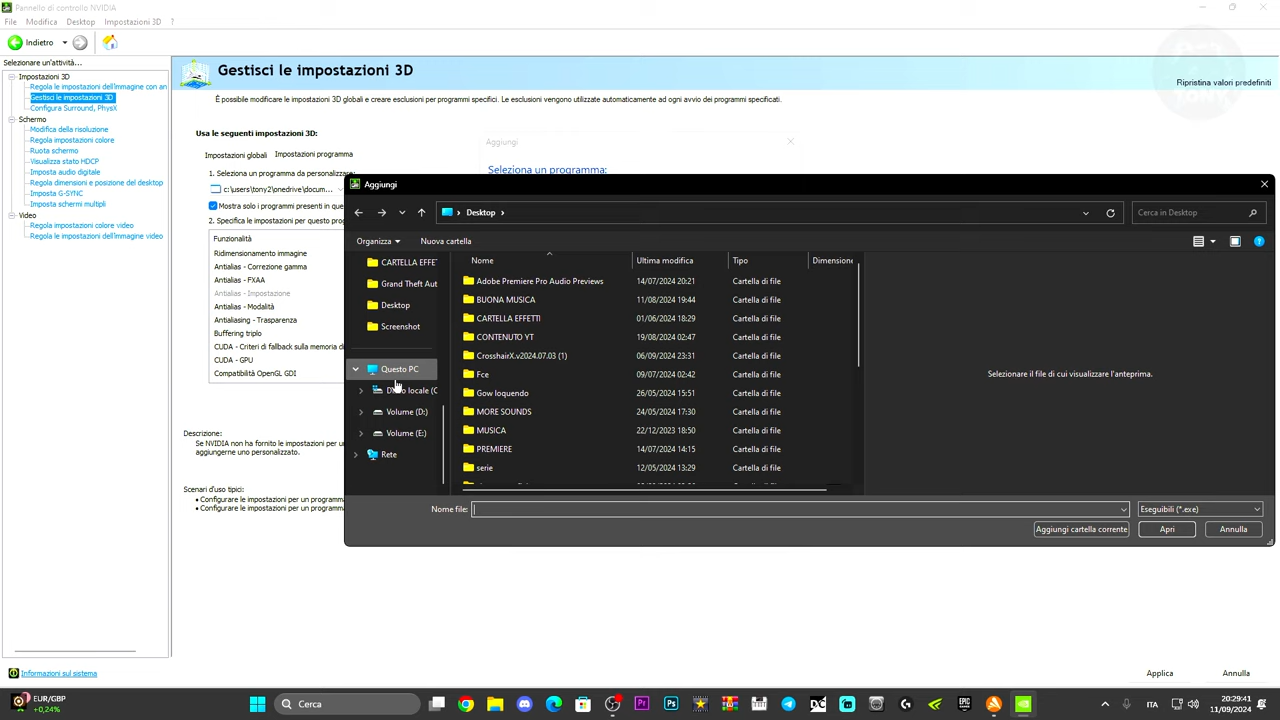 Pannello di controllo NVIDIA
File Modifica Desktop Impostazioni 3D ?
Indietro
Selezionare un'attività...
Impostazioni 3D
Regola le impostazioni dell'immagine con an
Gestisci le impostazioni 3D
Configura Surround, PhysX
Schermo
Modifica della risoluzione
Regola impostazioni colore
Ruota schermo
Visualizza stato HDCP
Imposta audio digitale
Regola dimensioni e posizione del desktop
Imposta G-SYNC
Imposta schermi multipli
Video
Regola impostazioni colore video
Regola le impostazioni dell'immagine video
Informazioni sul sistema
Gestisci le impostazioni 3D
Ripristina valori predefiniti
È possibile modificare le impostazioni 3D globali e creare esclusioni per programmi specifici. Le esclusioni vengono utilizzate automaticamente ad ogni avvio dei programmi specificati.
Usa le seguenti impostazioni 3D:
Impostazioni globali Impostazioni programma
1. Seleziona un programma da personalizzare:
c:\users\tony2\onedrive\docum...
Mostra solo i programmi presenti in que
2. Specifica le impostazioni per questo pro
Funzionalità
Ridimensionamento immagine
Antialias - Correzione gamma
Antialias - FXAA
Antialias - Impostazione
Antialias - Modalità
Antialiasing - Trasparenza
Buffering triplo
CUDA - Criteri di fallback sulla memoria di
CUDA - GPU
Compatibilità OpenGL GDI
Descrizione:
Se NVIDIA non ha fornito le impostazioni per u
aggiungerne uno personalizzato.
Scenari d'uso tipici:
• Configurare le impostazioni per un programma
• Configurare le impostazioni per un programma
Aggiungi
Seleziona un programma:
Aggiungi
Desktop
Cerca in Desktop
Organizza Nuova cartella
CARTELLA EFFE
Grand Theft Aut
Desktop
Screenshot
Questo PC
locale (C
Volume (D:)
Volume (E:)
Rete
Nome Ultima modifica Tipo Dimensione
Adobe Premiere Pro Audio Previews 14/07/2024 20:21 Cartella di file
BUONA MUSICA 11/08/2024 19:44 Cartella di file
CARTELLA EFFETTI 01/06/2024 18:29 Cartella di file
CONTENUTO YT 19/08/2024 02:47 Cartella di file
CrosshairX.v2024.07.03 (1) 06/09/2024 23:31 Cartella di file
Fce 09/07/2024 02:42 Cartella di file
Gow loquendo 26/05/2024 15:51 Cartella di file
MORE SOUNDS 24/05/2024 17:30 Cartella di file
MUSICA 22/12/2023 18:50 Cartella di file
PREMIERE 14/07/2024 14:15 Cartella di file
serie 12/05/2024 13:29 Cartella di file
Selezionare il file di cui visualizzare l'anteprima.
Nome file: Eseguibili (*.exe)
Aggiungi cartella corrente Apri Annulla
Applica Annulla
EUR/GBP
+0,24%
Cerca
ITA
20:29:41
11/09/2024